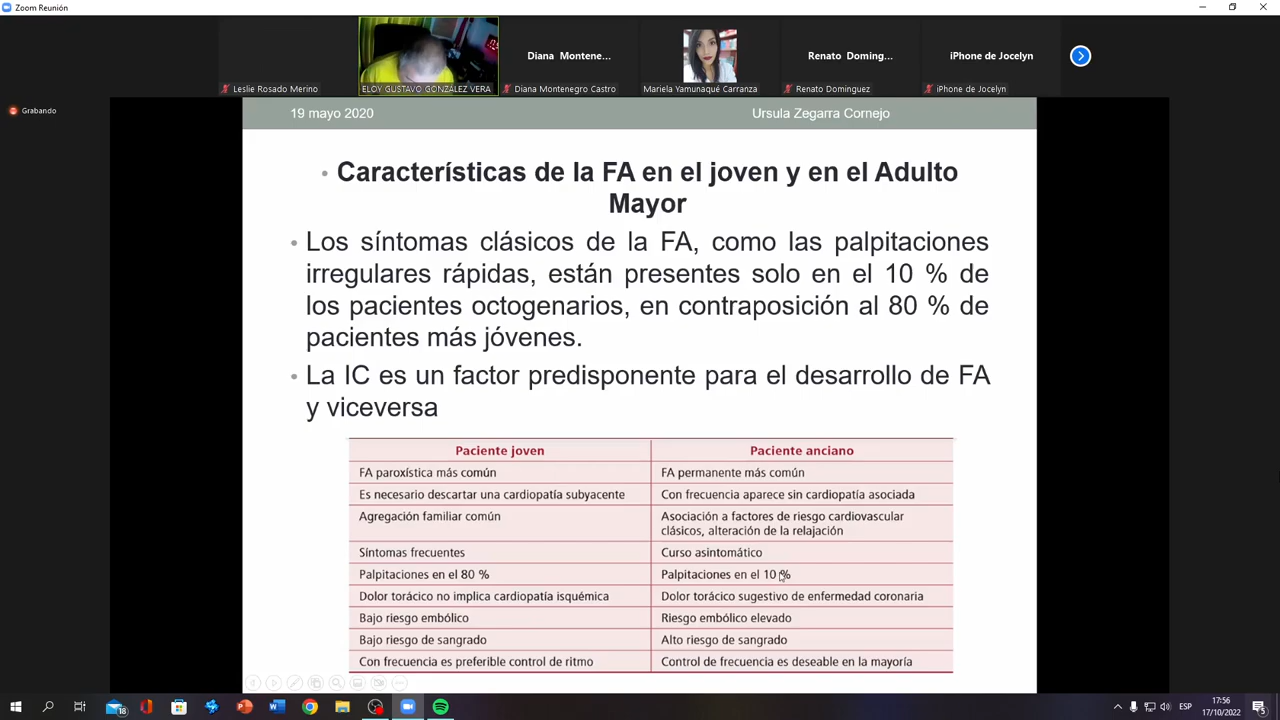 Zoom Reunión
Diana Montene...
Renato Doming...
iPhone de Jocelyn
Leslie Rosado Merino
ELOY GUSTAVO GONZALEZ VERA
Diana Montenegro Castro
Mariela Yamunaqué Carranza
Renato Dominguez
iPhone de Jocelyn
Grabando
19 mayo 2020
Ursula Zegarra Cornejo
• Características de la FA en el joven y en el Adulto
Mayor
• Los síntomas clásicos de la FA, como las palpitaciones
irregulares rápidas, están presentes solo en el 10 % de
los pacientes octogenarios, en contraposición al 80 % de
pacientes más jóvenes.
• La IC es un factor predisponente para el desarrollo de FA
y viceversa
Paciente joven
Paciente anciano
FA paroxística más común
FA permanente más común
Es necesario descartar una cardiopatía subyacente
Con frecuencia aparece sin cardiopatía asociada
Agregación familiar común
Asociación a factores de riesgo cardiovascular
clásicos, alteración de la relajación
Síntomas frecuentes
Curso asintomático
Palpitaciones en el 80 %
Palpitaciones en el 10 %
Dolor torácico no implica cardiopatía isquémica
Dolor torácico sugestivo de enfermedad coronaria
Bajo riesgo embólico
Riesgo embólico elevado
Bajo riesgo de sangrado
Alto riesgo de sangrado
Con frecuencia es preferible control de ritmo
Control de frecuencia es deseable en la mayoría
18
ESP
17:56
17/10/2022
5